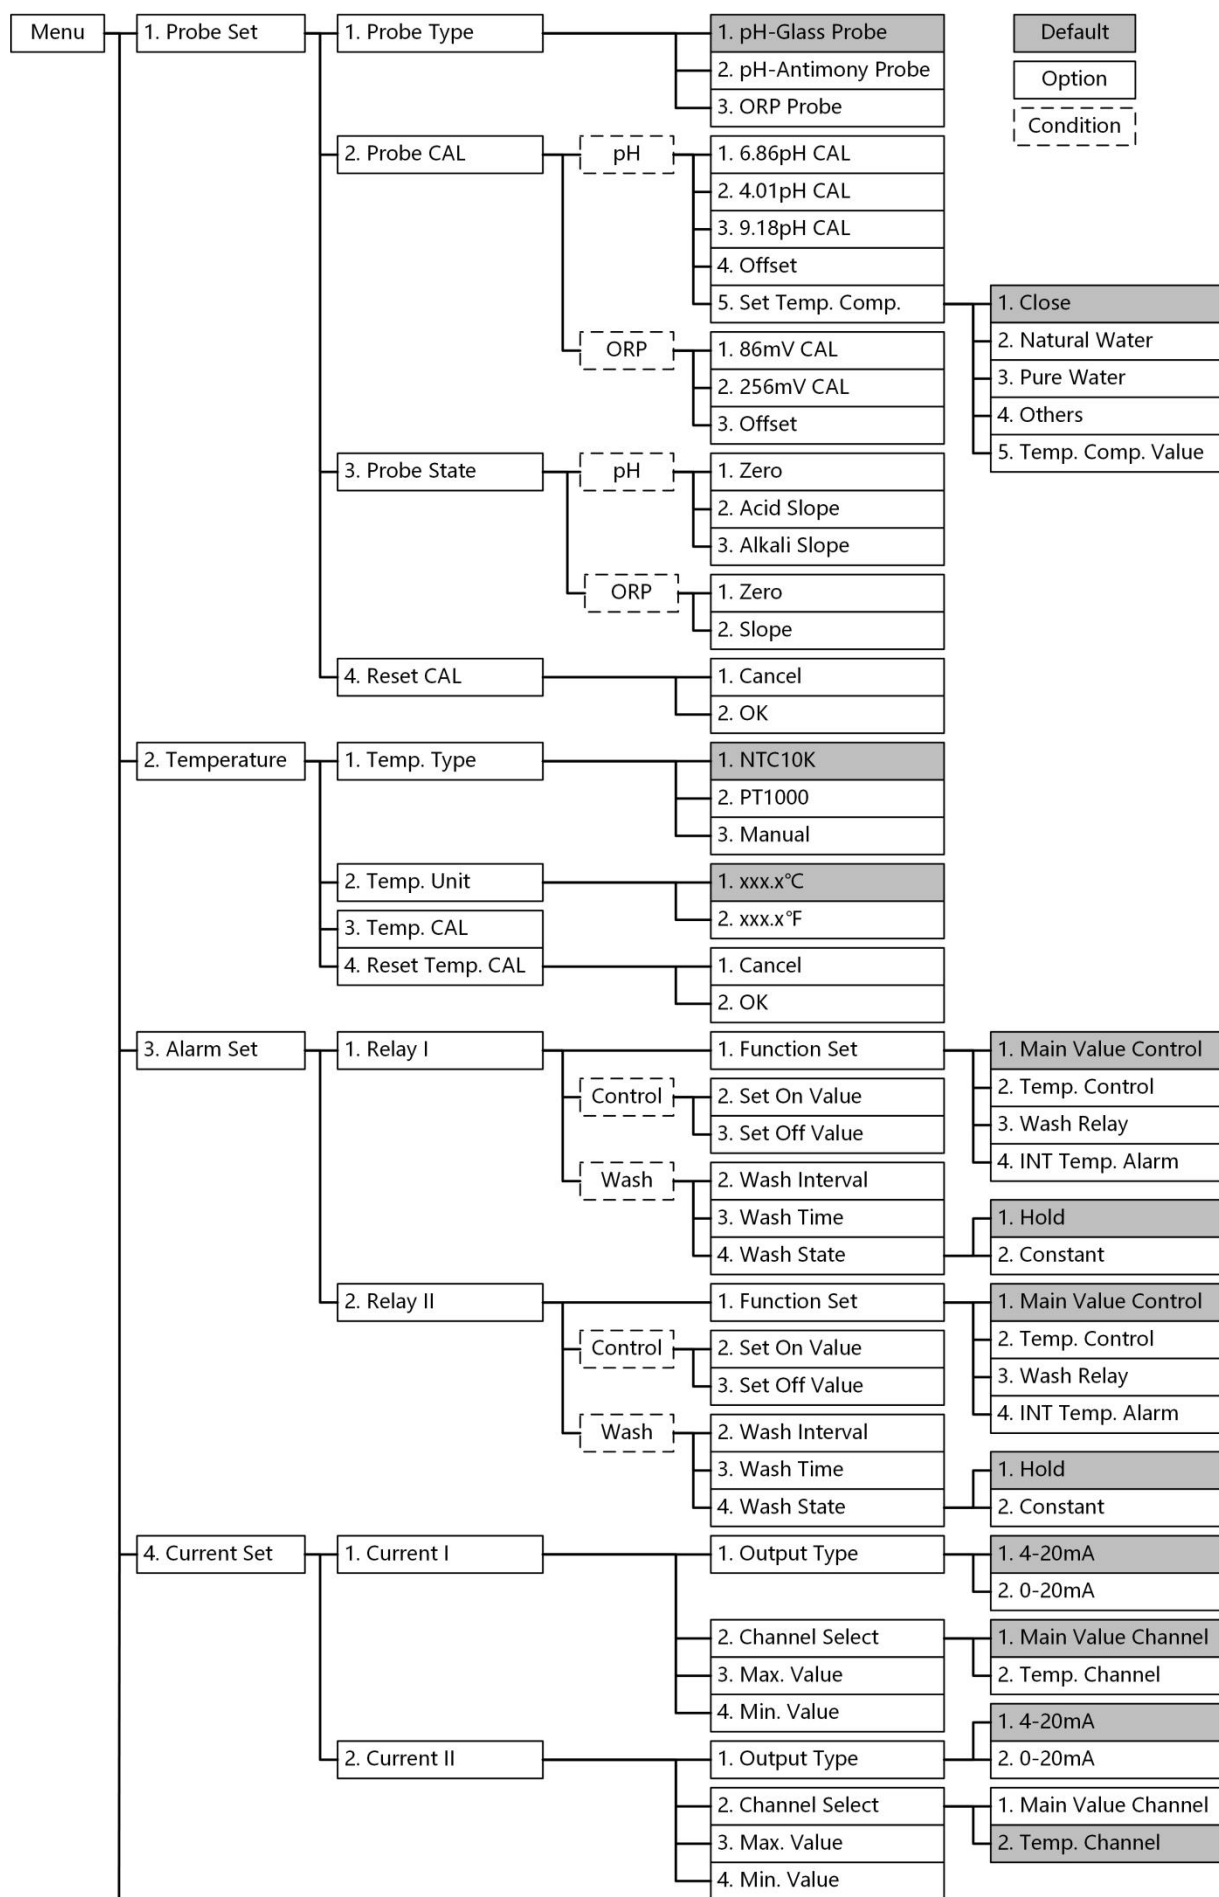 Menu
1. Probe Set
1. Probe Type
1. pH-Glass Probe
Default
2. pH-Antimony Probe
Option
3. ORP Probe
Condition
2. Probe CAL
pH
1. 6.86pH CAL
2. 4.01pH CAL
3. 9.18pH CAL
4. Offset
5. Set Temp. Comp.
1. Close
2. Natural Water
3. Pure Water
4. Others
5. Temp. Comp. Value
ORP
1. 86mV CAL
2. 256mV CAL
3. Offset
3. Probe State
pH
1. Zero
2. Acid Slope
3. Alkali Slope
ORP
1. Zero
2. Slope
4. Reset CAL
1. Cancel
2. OK
2. Temperature
1. Temp. Type
1. NTC10K
2. PT1000
3. Manual
2. Temp. Unit
1. xxx.x℃
2. xxx.x℉
3. Temp. CAL
4. Reset Temp. CAL
1. Cancel
2. OK
3. Alarm Set
1. Relay I
1. Function Set
1. Main Value Control
2. Temp. Control
3. Wash Relay
4. INT Temp. Alarm
Control
2. Set On Value
3. Set Off Value
Wash
2. Wash Interval
3. Wash Time
4. Wash State
1. Hold
2. Constant
2. Relay II
1. Function Set
1. Main Value Control
2. Temp. Control
3. Wash Relay
4. INT Temp. Alarm
Control
2. Set On Value
3. Set Off Value
Wash
2. Wash Interval
3. Wash Time
4. Wash State
1. Hold
2. Constant
4. Current Set
1. Current I
1. Output Type
1. 4-20mA
2. 0-20mA
2. Channel Select
1. Main Value Channel
2. Temp. Channel
3. Max. Value
4. Min. Value
2. Current II
1. Output Type
1. 4-20mA
2. 0-20mA
2. Channel Select
1. Main Value Channel
2. Temp. Channel
3. Max. Value
4. Min. Value